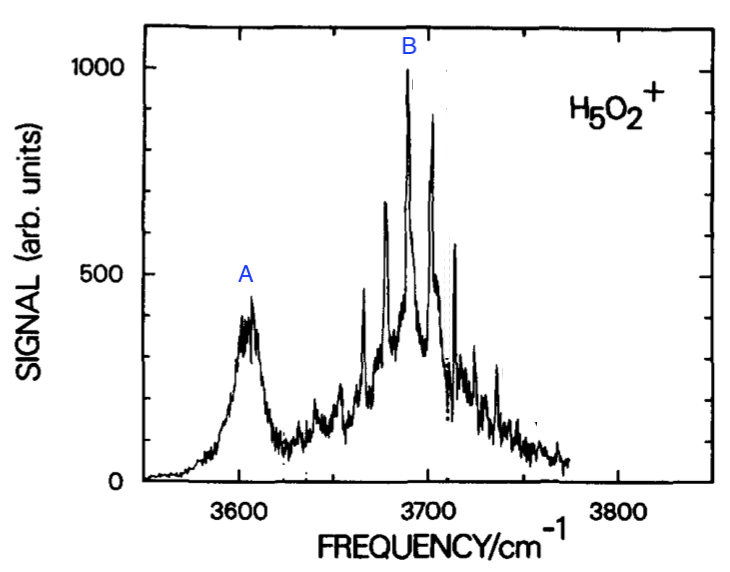 B
1000
H₅O₂⁺
SIGNAL (arb. units)
A
500
0
3600
3700
3800
FREQUENCY/cm⁻¹